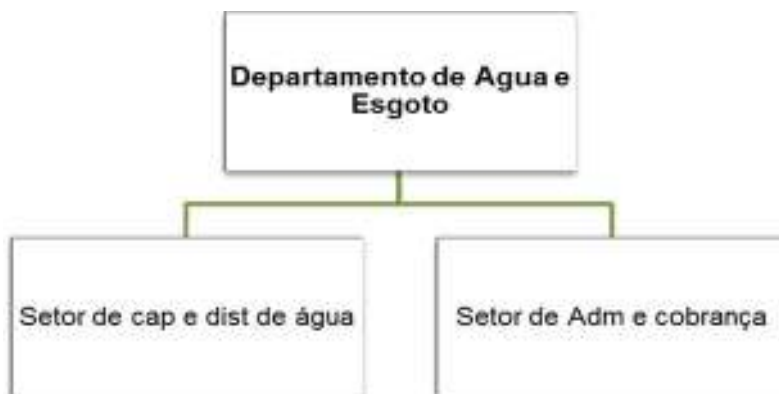 Departamento de Agua e
Esgoto
Setor de cap e dist de água
Setor de Adm e cobrança